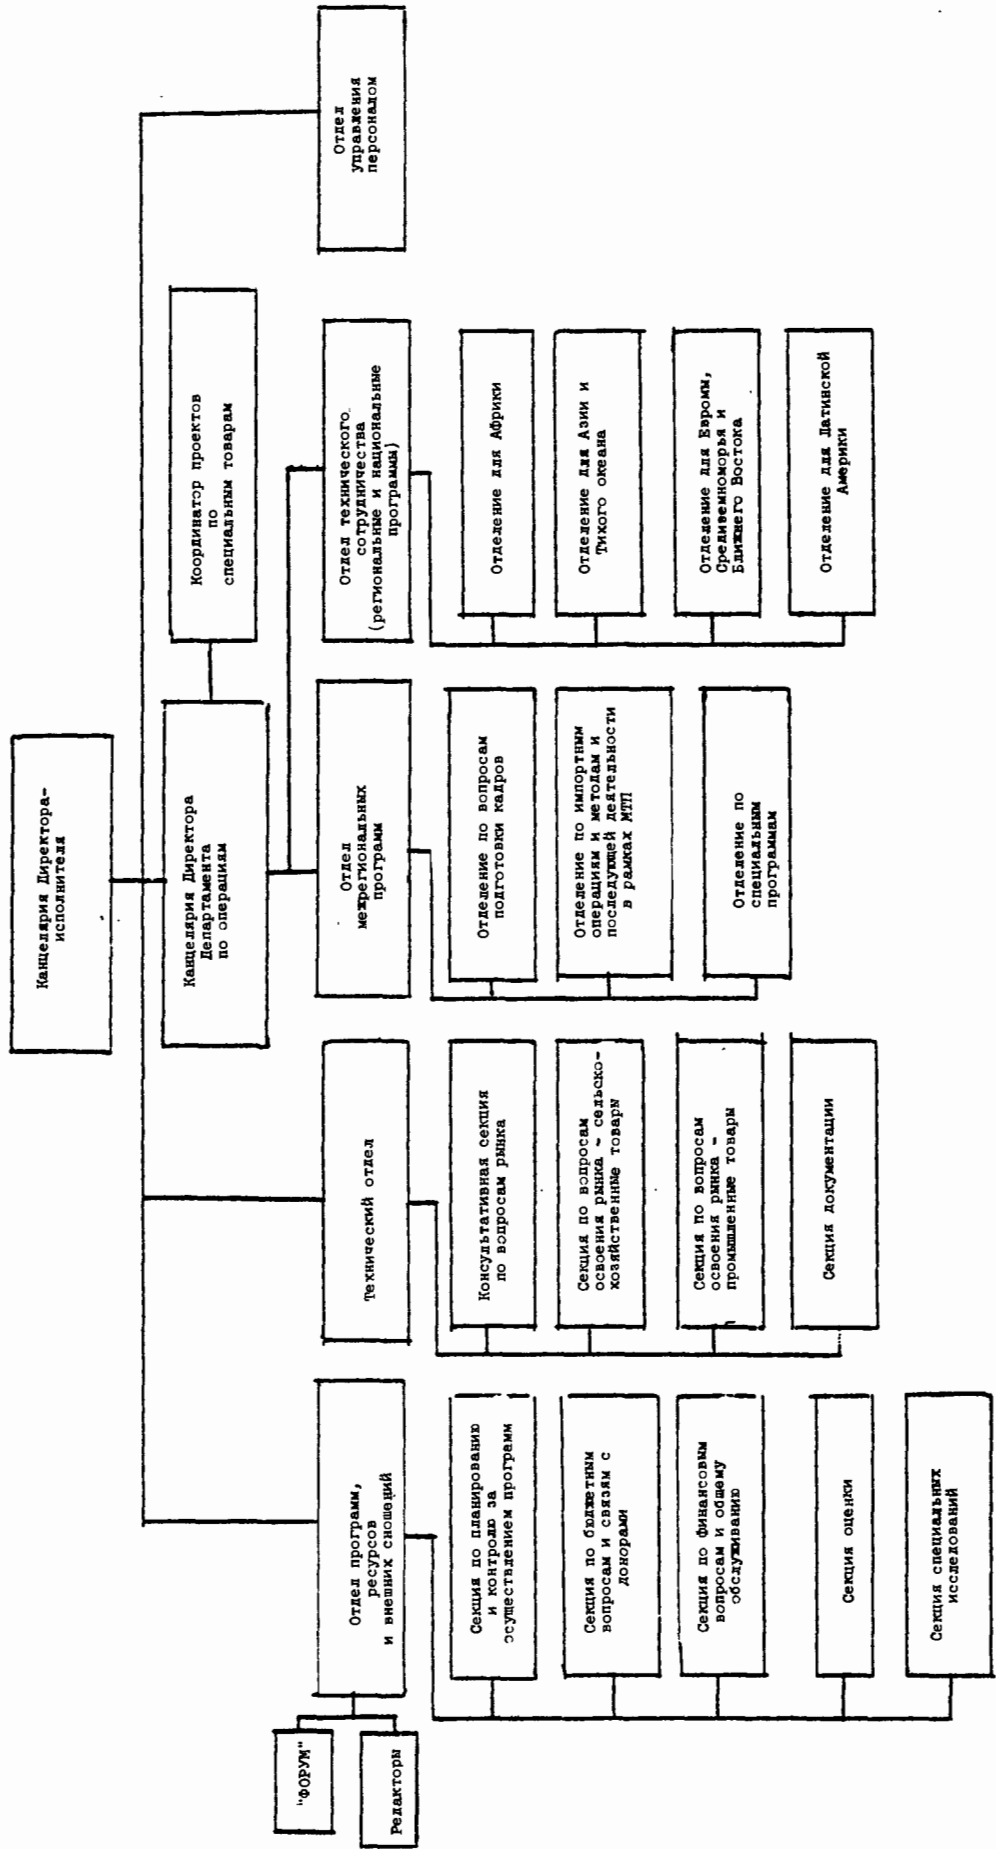 Канцелярия Директора-
исполнителя
Канцелярия Директора
Департамента
по операциям
Координатор проектов
по
специальным товарам
"ФОРУМ"
Редакторы
Отдел программ,
ресурсов
и внешних сношений
Технический отдел
Отдел
межрегиональных
программ
Отдел технического
сотрудничества
(региональные и национальные
программы)
Отдел
управления
персоналом
Секция по планированию
и контролю за
осуществлением программ
Секция по бюджетным
вопросам и связям с
донорами
Секция по финансовым
вопросам и общему
обслуживанию
Секция оценки
Секция специальных
исследований
Консультативная секция
по вопросам рынка
Секция по вопросам
освоения рынка - сельско-
хозяйственные товары
Секция по вопросам
освоения рынка -
промышленные товары
Секция документации
Отделение по вопросам
подготовки кадров
Отделение по импортным
операциям и методам и
последующей деятельности
в рамках МТП
Отделение по
специальным
программам
Отделение для Африки
Отделение для Азии и
Тихого океана
Отделение для Европы,
Средиземноморья и
Ближнего Востока
Отделение для Латинской
Америки